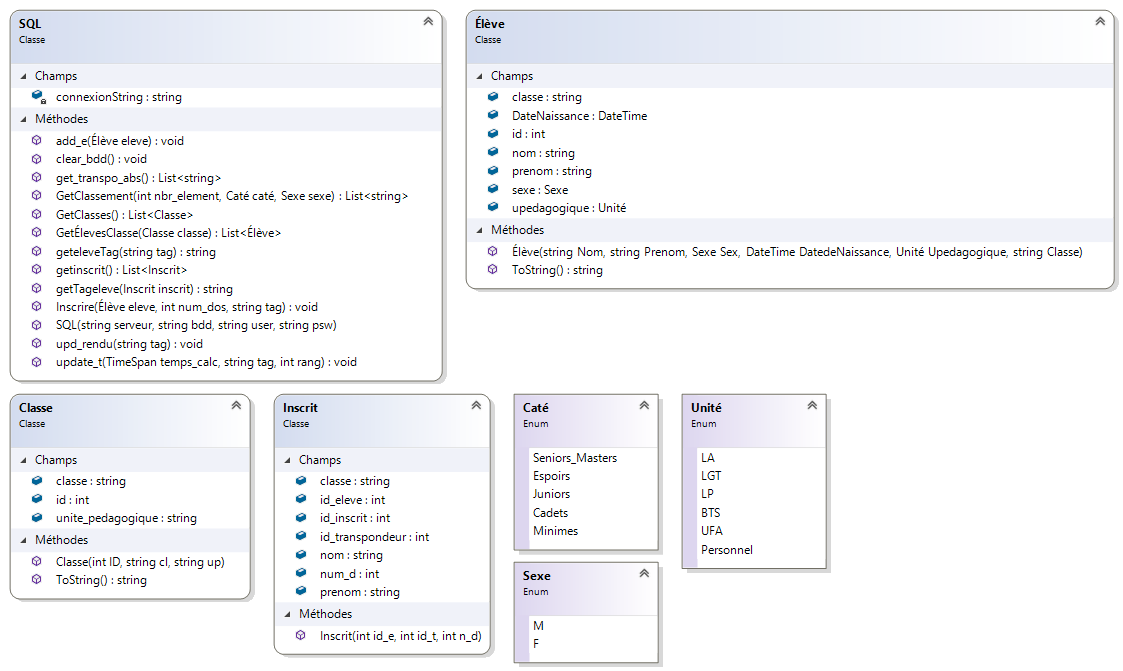 SQL
Classe
Champs
connexionString : string
Méthodes
add_e(Élève eleve) : void
clear_bdd() : void
get_transpo_abs() : List<string>
GetClassement(int nbr_element, Caté caté, Sexe sexe) : List<string>
GetClasses() : List<Classe>
GetÉlevesClasse(Classe classe) : List<Élève>
geteleveTag(string tag) : string
getinscrit() : List<Inscrit>
getTageleve(Inscrit inscrit) : string
Inscrire(Élève eleve, int num_dos, string tag) : void
SQL(string serveur, string bdd, string user, string psw)
upd_rendu(string tag) : void
update_t(TimeSpan temps_calc, string tag, int rang) : void
Élève
Classe
Champs
classe : string
DateNaissance : DateTime
id : int
nom : string
prenom : string
sexe : Sexe
upedagogique : Unité
Méthodes
Élève(string Nom, string Prenom, Sexe Sex, DateTime DatedeNaissance, Unité Upedagogique, string Classe)
ToString() : string
Classe
Classe
Champs
classe : string
id : int
unite_pedagogique : string
Méthodes
Classe(int ID, string cl, string up)
ToString() : string
Inscrit
Classe
Champs
classe : string
id_eleve : int
id_inscrit : int
id_transpondeur : int
nom : string
num_d : int
prenom : string
Méthodes
Inscrit(int id_e, int id_t, int n_d)
Caté
Enum
Seniors_Masters
Espoirs
Juniors
Cadets
Minimes
Sexe
Enum
M
F
Unité
Enum
LA
LGT
LP
BTS
UFA
Personnel